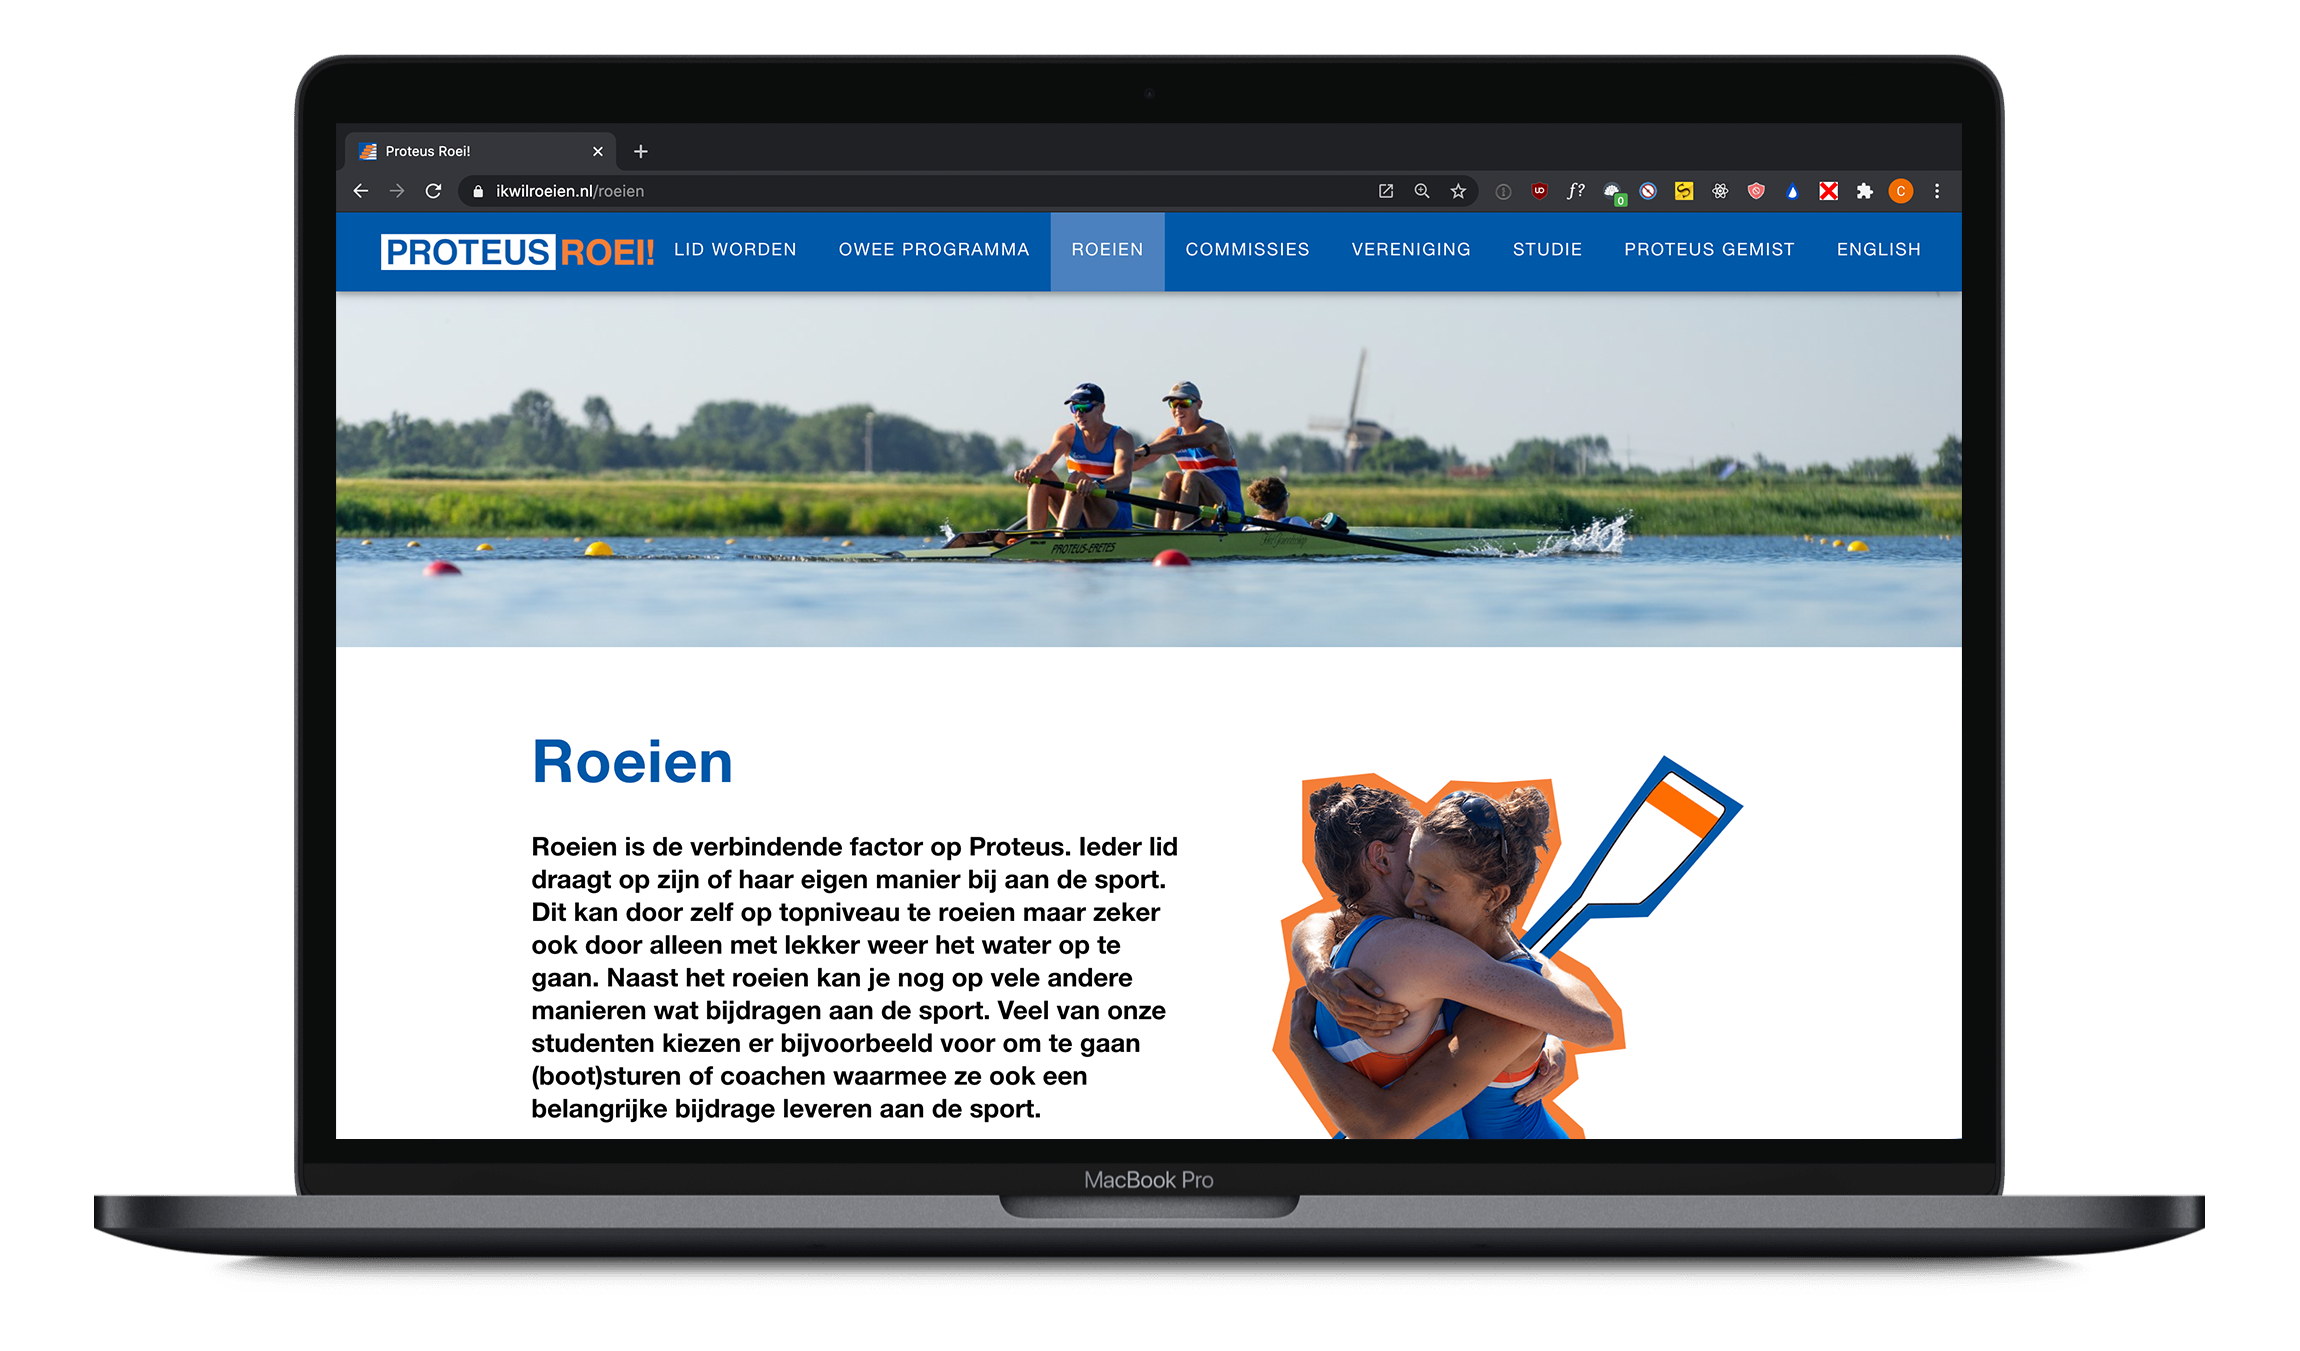 Proteus Roei!
ikwilroeien.nl/roeien
f?
0
C
PROTEUS ROEI!
LID WORDEN
OWEE PROGRAMMA
ROEIEN
COMMISSIES
VERENIGING
STUDIE
PROTEUS GEMIST
ENGLISH
PROTEUS-ERETES
Roeien
Roeien is de verbindende factor op Proteus. Ieder lid
draagt op zijn of haar eigen manier bij aan de sport.
Dit kan door zelf op topniveau te roeien maar zeker
ook door alleen met lekker weer het water op te
gaan. Naast het roeien kan je nog op vele andere
manieren wat bijdragen aan de sport. Veel van onze
studenten kiezen er bijvoorbeeld voor om te gaan
(boot)sturen of coachen waarmee ze ook een
belangrijke bijdrage leveren aan de sport.
MacBook Pro